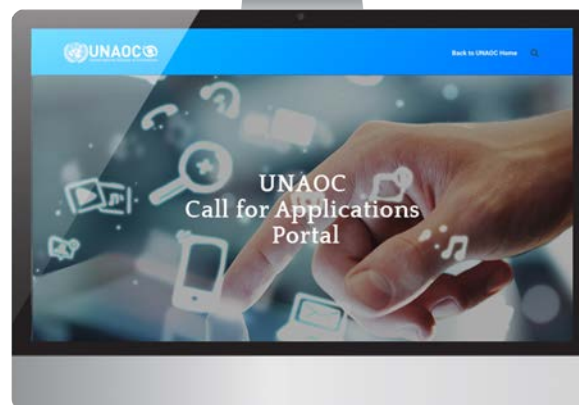 UNAOC
Back to UNAOC Home
UNAOC
Call for Applications
Portal